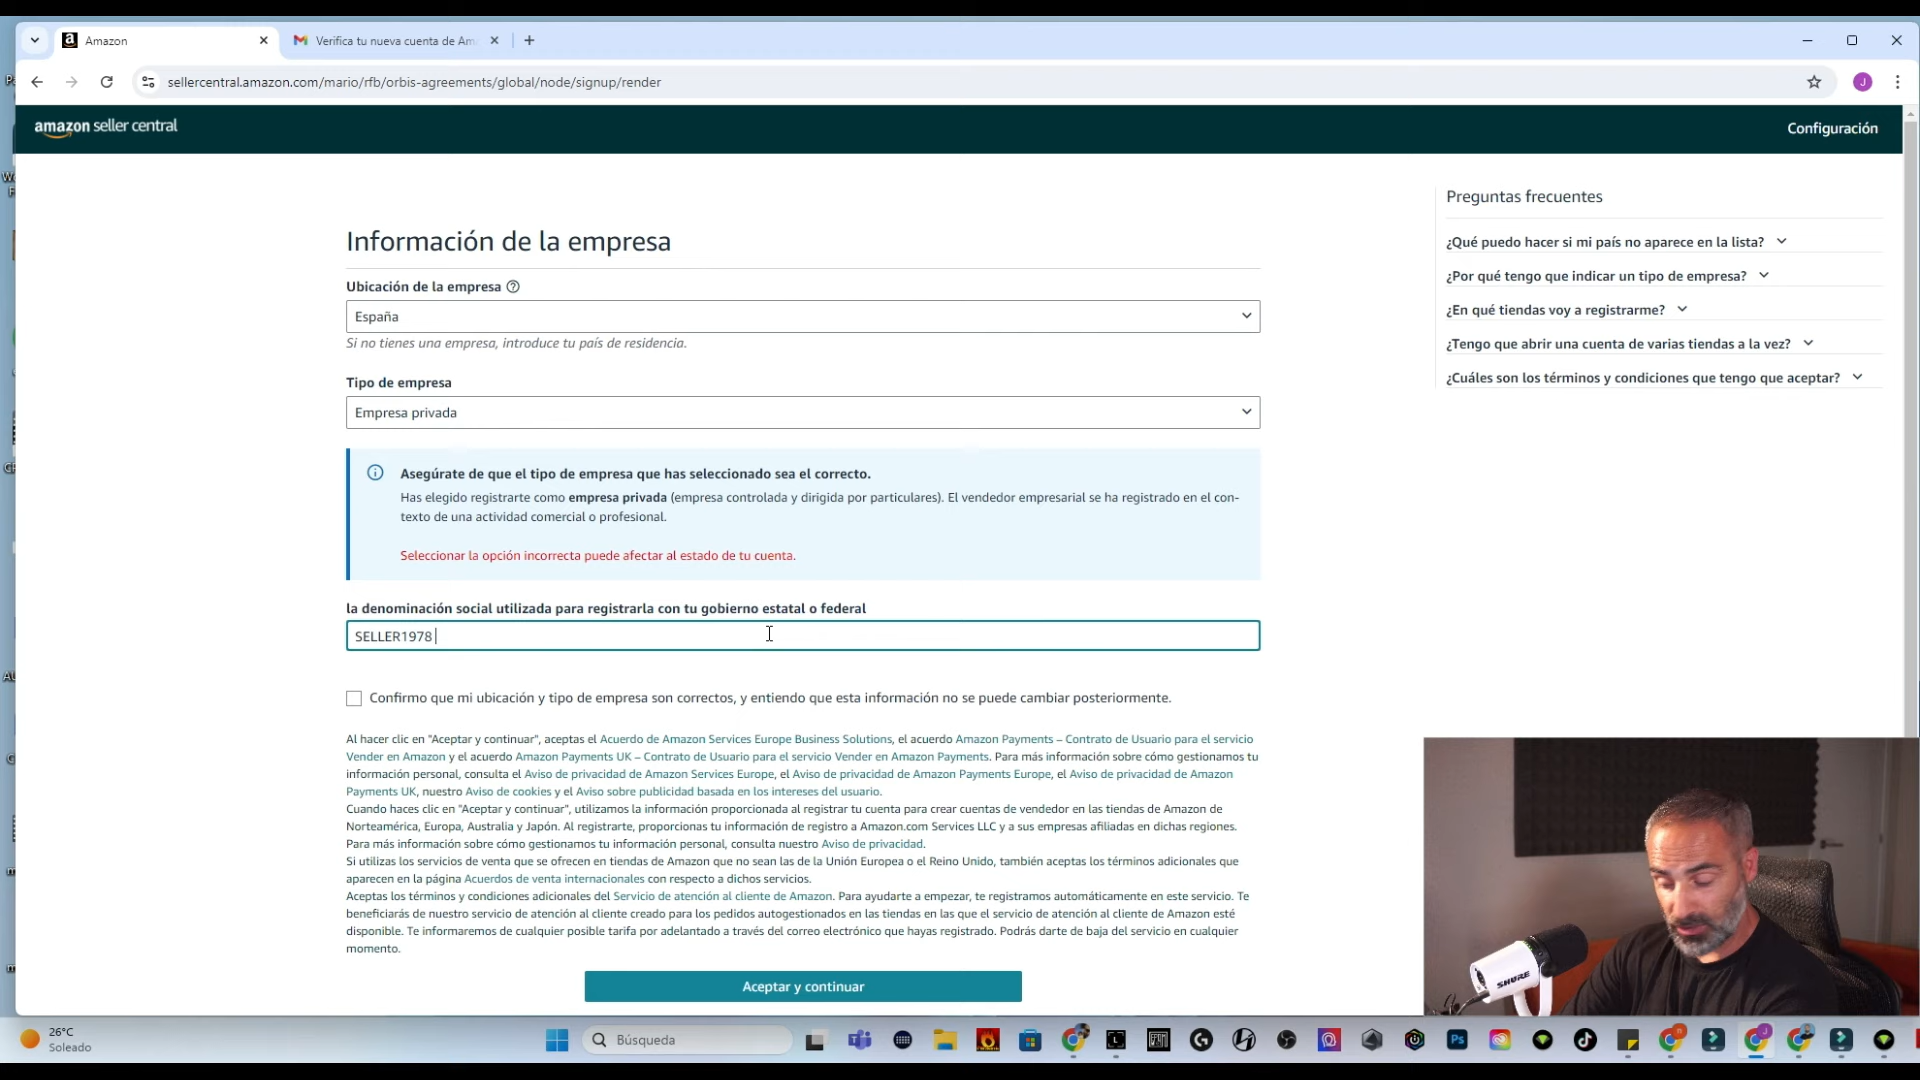 Amazon
Verifica tu nueva cuenta de Am
sellercentral.amazon.com/mario/rfb/orbis-agreements/global/node/signup/render
J
amazon seller central
Configuración
Preguntas frecuentes
¿Qué puedo hacer si mi país no aparece en la lista?
¿Por qué tengo que indicar un tipo de empresa?
¿En qué tiendas voy a registrarme?
¿Tengo que abrir una cuenta de varias tiendas a la vez?
¿Cuáles son los términos y condiciones que tengo que aceptar?
Información de la empresa
Ubicación de la empresa
España
Si no tienes una empresa, introduce tu país de residencia.
Tipo de empresa
Empresa privada
Asegúrate de que el tipo de empresa que has seleccionado sea el correcto.
Has elegido registrarte como empresa privada (empresa controlada y dirigida por particulares). El vendedor empresarial se ha registrado en el con-
texto de una actividad comercial o profesional.
Seleccionar la opción incorrecta puede afectar al estado de tu cuenta.
la denominación social utilizada para registrarla con tu gobierno estatal o federal
SELLER1978
Confirmo que mi ubicación y tipo de empresa son correctos, y entiendo que esta información no se puede cambiar posteriormente.
Al hacer clic en "Aceptar y continuar", aceptas el Acuerdo de Amazon Services Europe Business Solutions, el acuerdo Amazon Payments – Contrato de Usuario para el servicio
Vender en Amazon y el acuerdo Amazon Payments UK – Contrato de Usuario para el servicio Vender en Amazon Payments. Para más información sobre cómo gestionamos tu
información personal, consulta el Aviso de privacidad de Amazon Services Europe, el Aviso de privacidad de Amazon Payments Europe, el Aviso de privacidad de Amazon
Payments UK, nuestro Aviso de cookies y el Aviso sobre publicidad basada en los intereses del usuario.
Cuando haces clic en "Aceptar y continuar", utilizamos la información proporcionada al registrar tu cuenta para crear cuentas de vendedor en las tiendas de Amazon de
Norteamérica, Europa, Australia y Japón. Al registrarte, proporcionas tu información de registro a Amazon.com Services LLC y a sus empresas afiliadas en dichas regiones.
Para más información sobre cómo gestionamos tu información personal, consulta nuestro Aviso de privacidad.
Si utilizas los servicios de venta que se ofrecen en tiendas de Amazon que no sean las de la Unión Europea o el Reino Unido, también aceptas los términos adicionales que
aparecen en la página Acuerdos de venta internacionales con respecto a dichos servicios.
Aceptas los términos y condiciones adicionales del Servicio de atención al cliente de Amazon. Para ayudarte a empezar, te registramos automáticamente en este servicio. Te
beneficiarás de nuestro servicio de atención al cliente creado para los pedidos autogestionados en las tiendas en las que el servicio de atención al cliente de Amazon esté
disponible. Te informaremos de cualquier posible tarifa por adelantado a través del correo electrónico que hayas registrado. Podrás darte de baja del servicio en cualquier
momento.
Aceptar y continuar
SHURE
26°C
Soleado
Búsqueda
Ps